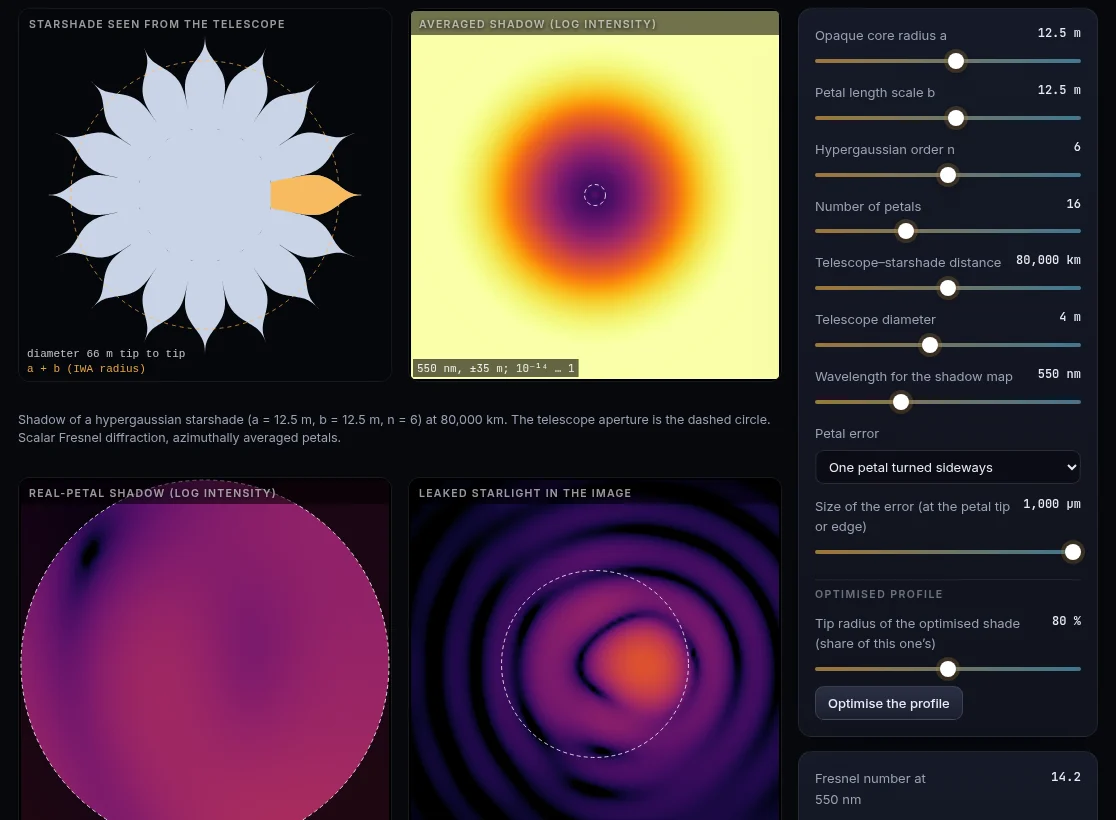 STARSHADE SEEN FROM THE TELESCOPE
diameter 66 m tip to tip
a + b (IWA radius)
AVERAGED SHADOW (LOG INTENSITY)
550 nm, ±35 m; 10⁻¹⁴ … 1
Shadow of a hypergaussian starshade (a = 12.5 m, b = 12.5 m, n = 6) at 80,000 km. The telescope aperture is the dashed circle.
Scalar Fresnel diffraction, azimuthally averaged petals.
REAL-PETAL SHADOW (LOG INTENSITY)
LEAKED STARLIGHT IN THE IMAGE
Opaque core radius a 12.5 m
Petal length scale b 12.5 m
Hypergaussian order n 6
Number of petals 16
Telescope–starshade distance 80,000 km
Telescope diameter 4 m
Wavelength for the shadow map 550 nm
Petal error
One petal turned sideways
Size of the error (at the petal tip 1,000 µm
or edge)
OPTIMISED PROFILE
Tip radius of the optimised shade 80 %
(share of this one's)
Optimise the profile
Fresnel number at 14.2
550 nm